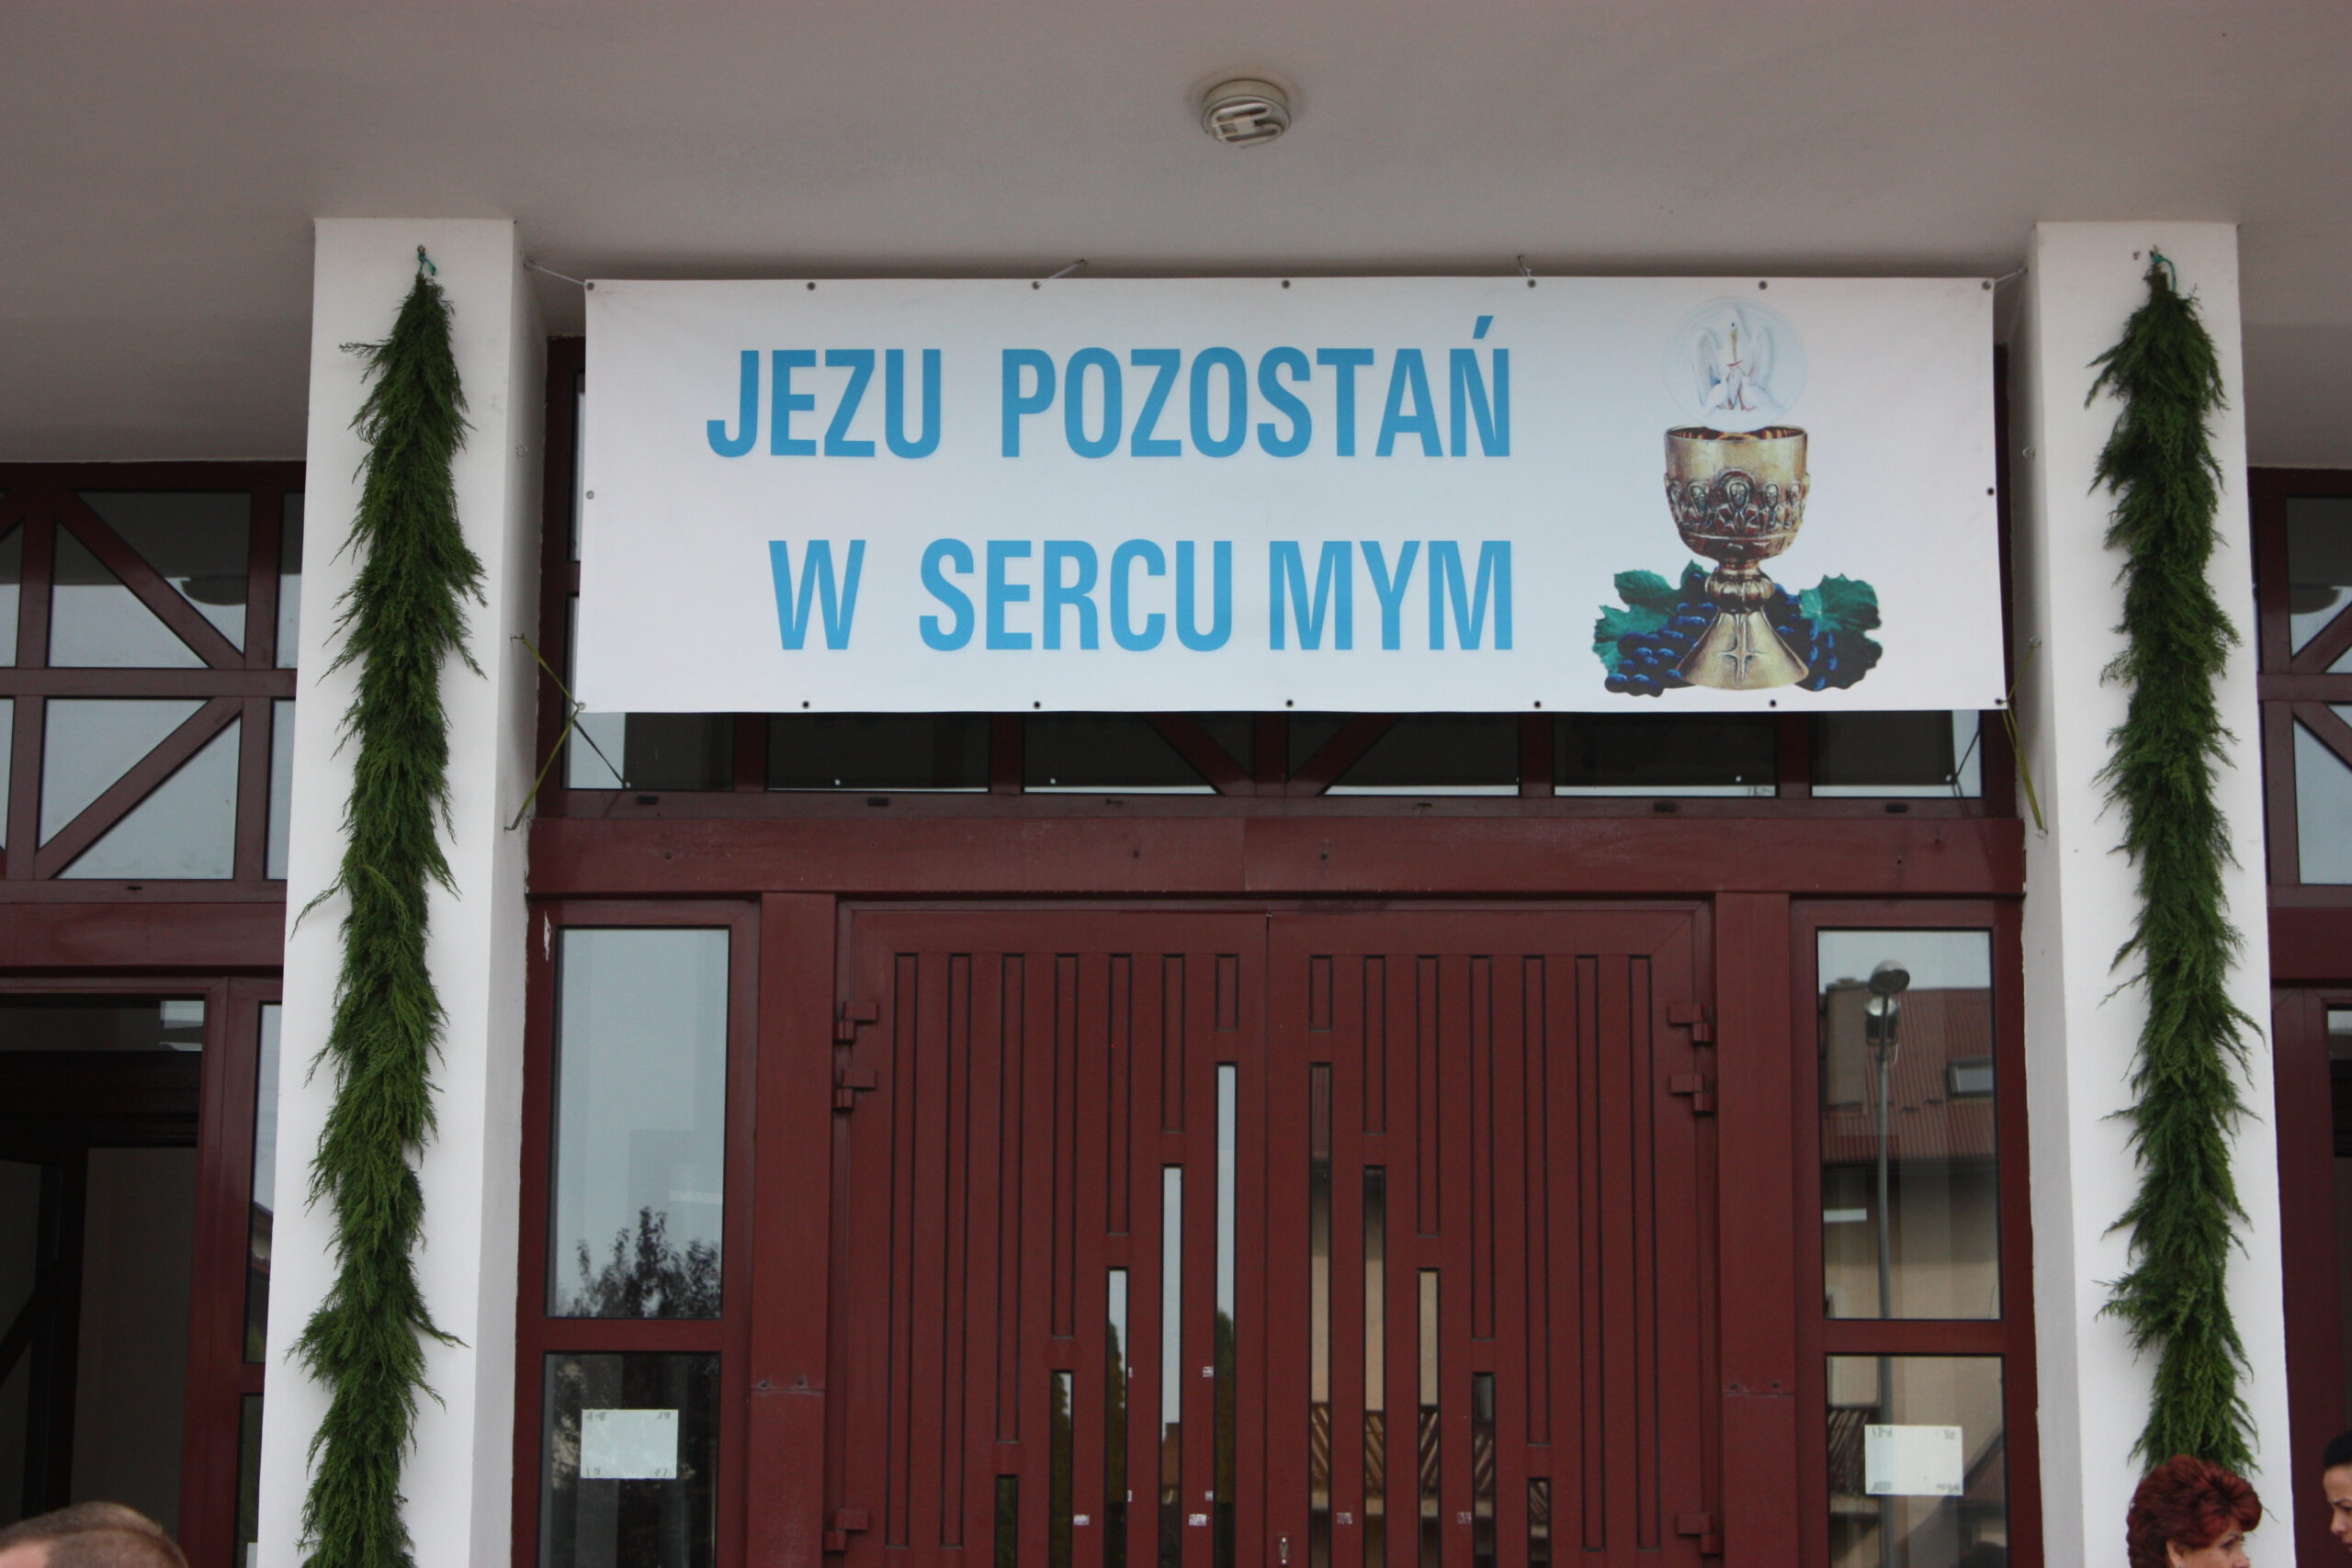 JEZU POZOSTAŃ
W SERCU MYM